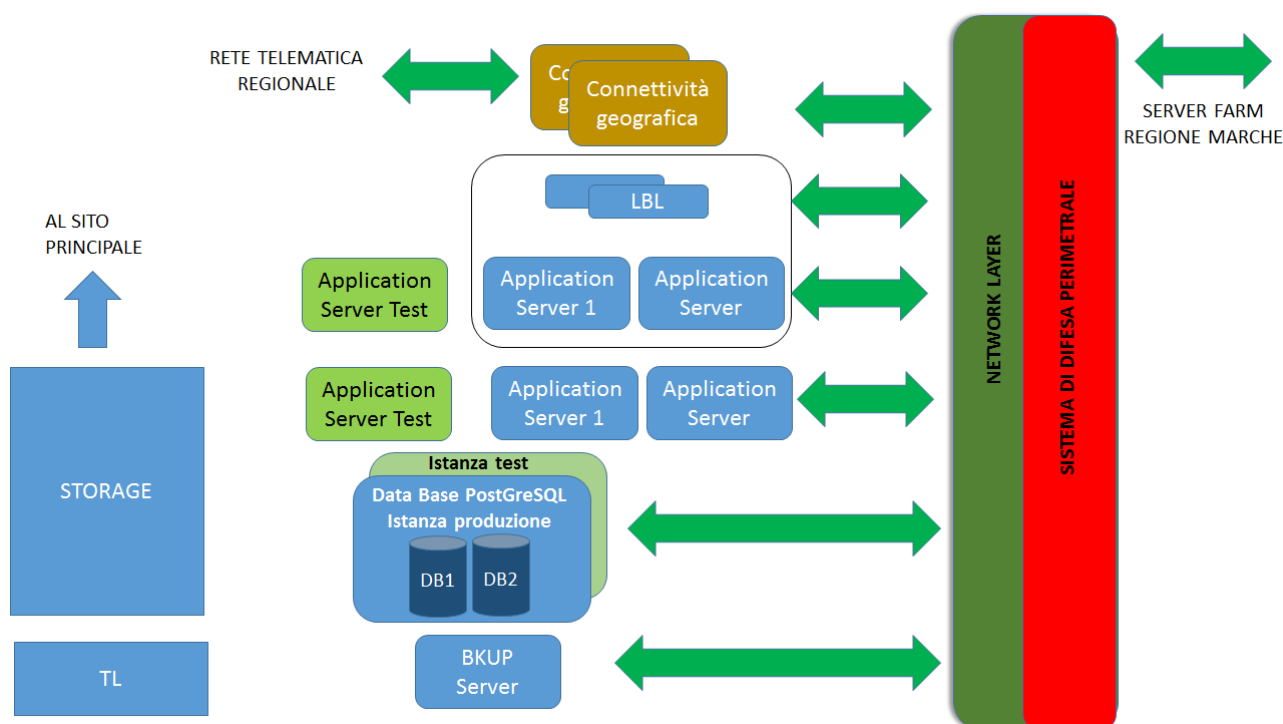 RETE TELEMATICA
REGIONALE
Co
g
Connettività
geografica
SERVER FARM
REGIONE MARCHE
LBL
AL SITO
PRINCIPALE
Application
Server Test
Application
Server 1
Application
Server
Application
Server Test
Application
Server 1
Application
Server
STORAGE
Istanza test
Data Base PostGreSQL
Istanza produzione
DB1
DB2
TL
BKUP
Server
NETWORK LAYER
SISTEMA DI DIFESA PERIMETRALE